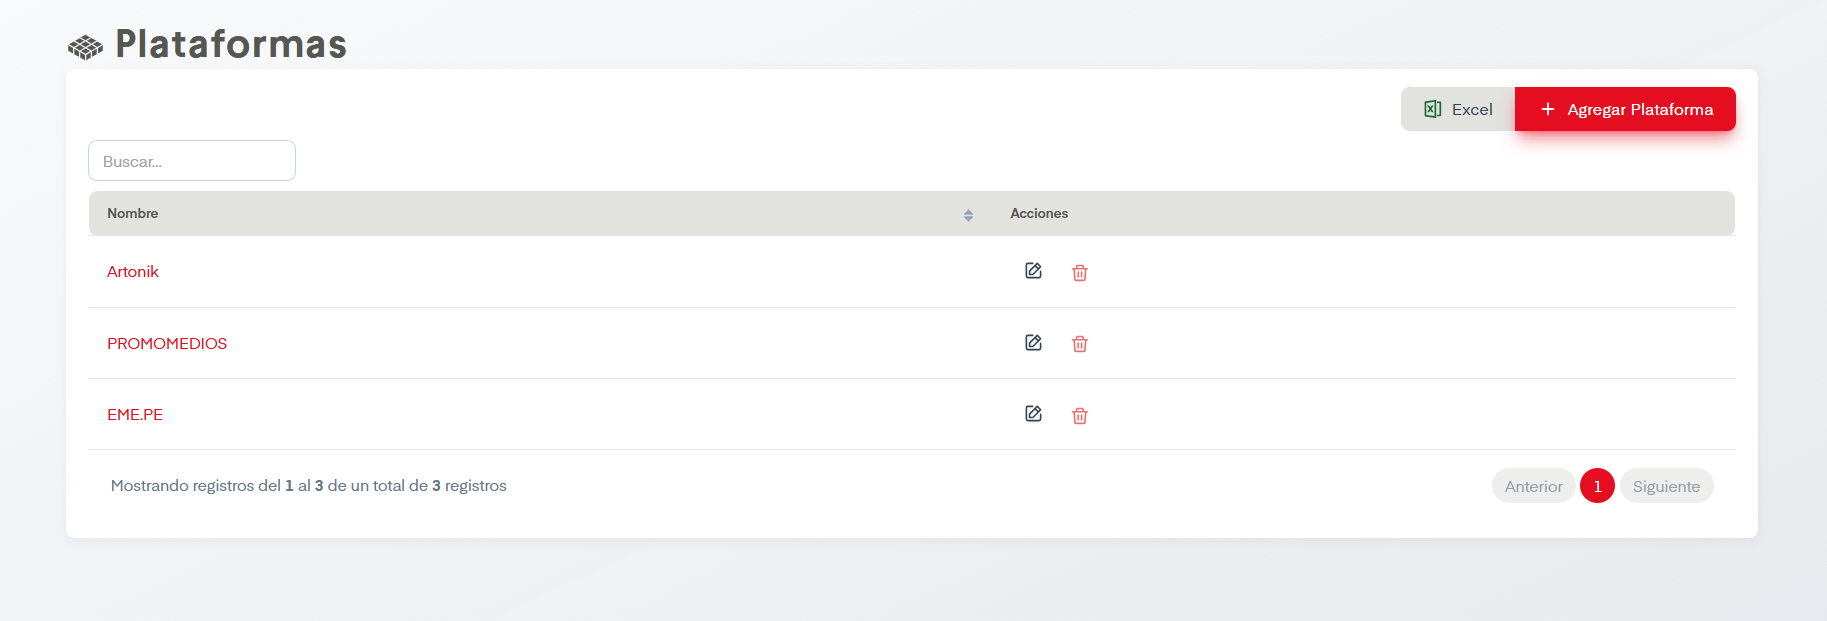 Plataformas
Excel
Agregar Plataforma
Buscar...
Nombre
Acciones
Artonik
PROMOMEDIOS
EME.PE
Mostrando registros del 1 al 3 de un total de 3 registros
Anterior 1 Siguiente